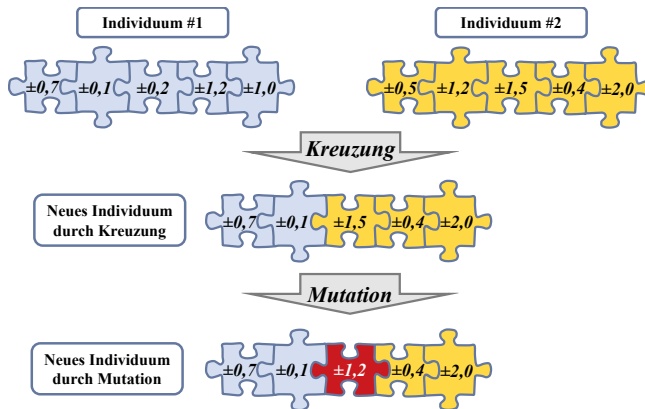 Individuum #1
Individuum #2
±0,7 ±0,1 ±0,2 ±1,2 ±1,0
±0,5 ±1,2 ±1,5 ±0,4 ±2,0
Kreuzung
Neues Individuum
durch Kreuzung
±0,7 ±0,1 ±1,5 ±0,4 ±2,0
Mutation
Neues Individuum
durch Mutation
±0,7 ±0,1 ±1,2 ±0,4 ±2,0